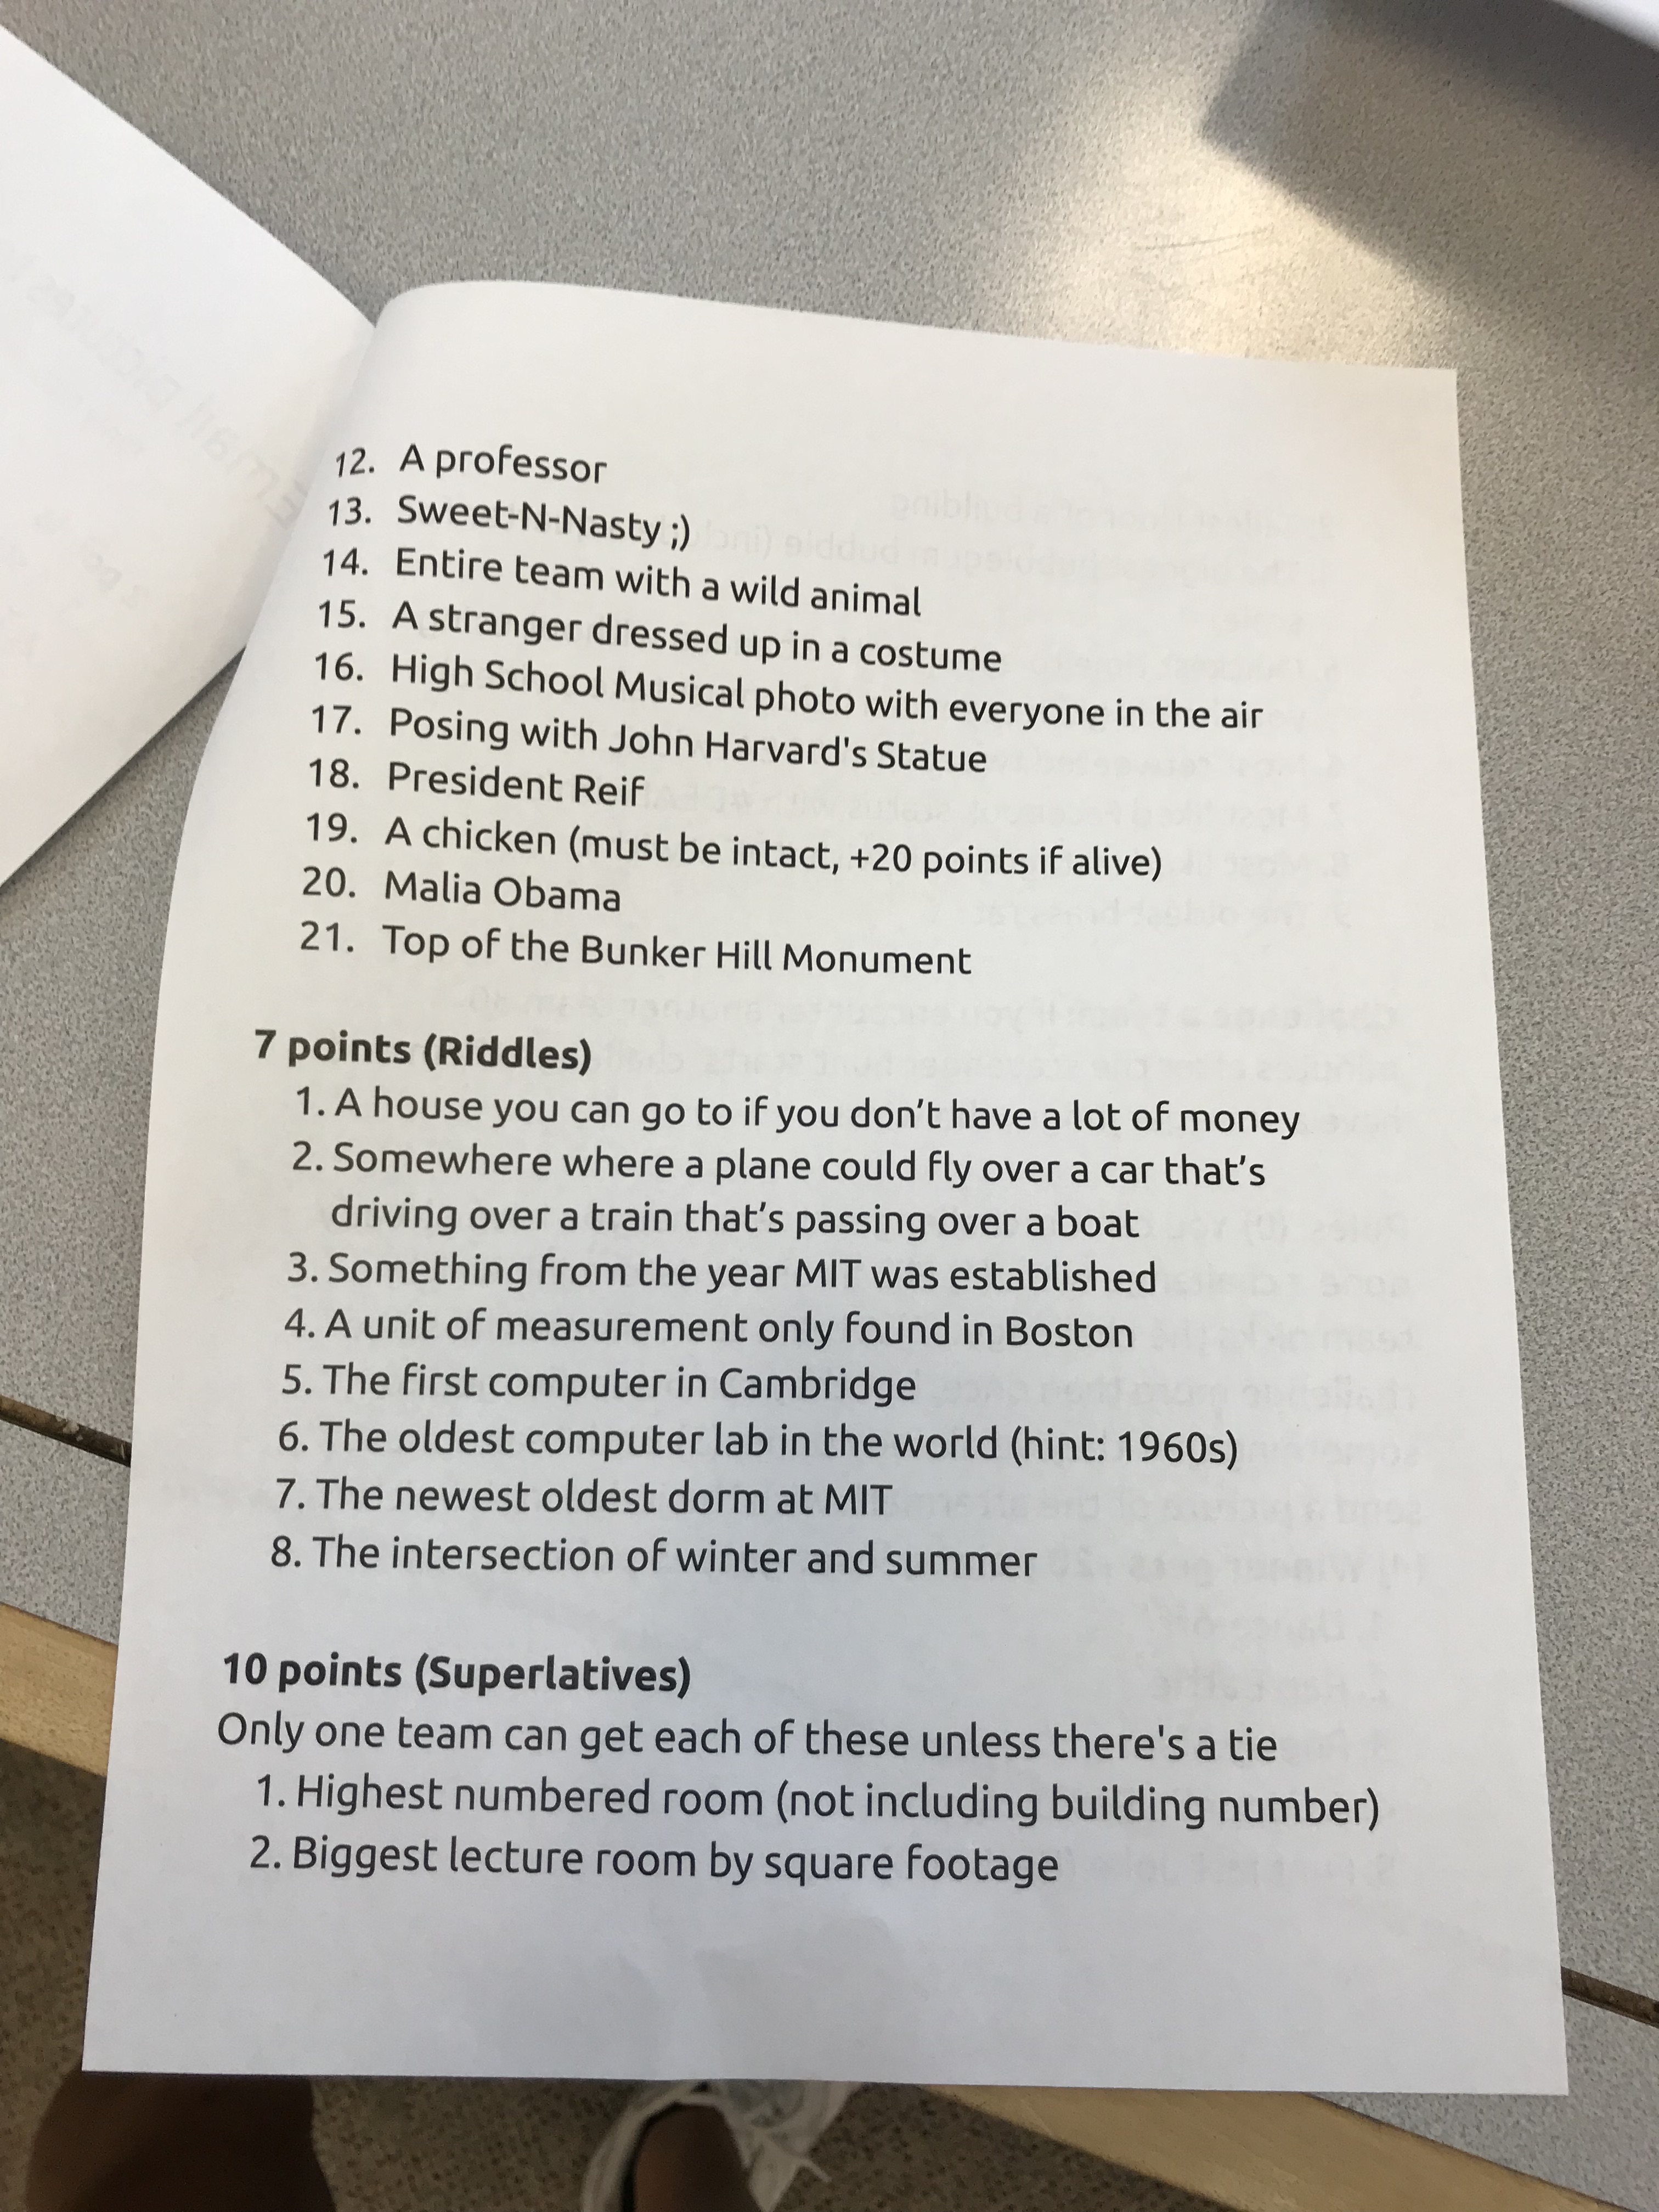 12. A professor
13. Sweet-N-Nasty ;)
14. Entire team with a wild animal
15. A stranger dressed up in a costume
16. High School Musical photo with everyone in the air
17. Posing with John Harvard's Statue
18. President Reif
19. A chicken (must be intact, +20 points if alive)
20. Malia Obama
21. Top of the Bunker Hill Monument
7 points (Riddles)
1. A house you can go to if you don’t have a lot of money
2. Somewhere where a plane could fly over a car that’s
driving over a train that’s passing over a boat
3. Something from the year MIT was established
4. A unit of measurement only found in Boston
5. The first computer in Cambridge
6. The oldest computer lab in the world (hint: 1960s)
7. The newest oldest dorm at MIT
8. The intersection of winter and summer
10 points (Superlatives)
Only one team can get each of these unless there's a tie
1. Highest numbered room (not including building number)
2. Biggest lecture room by square footage